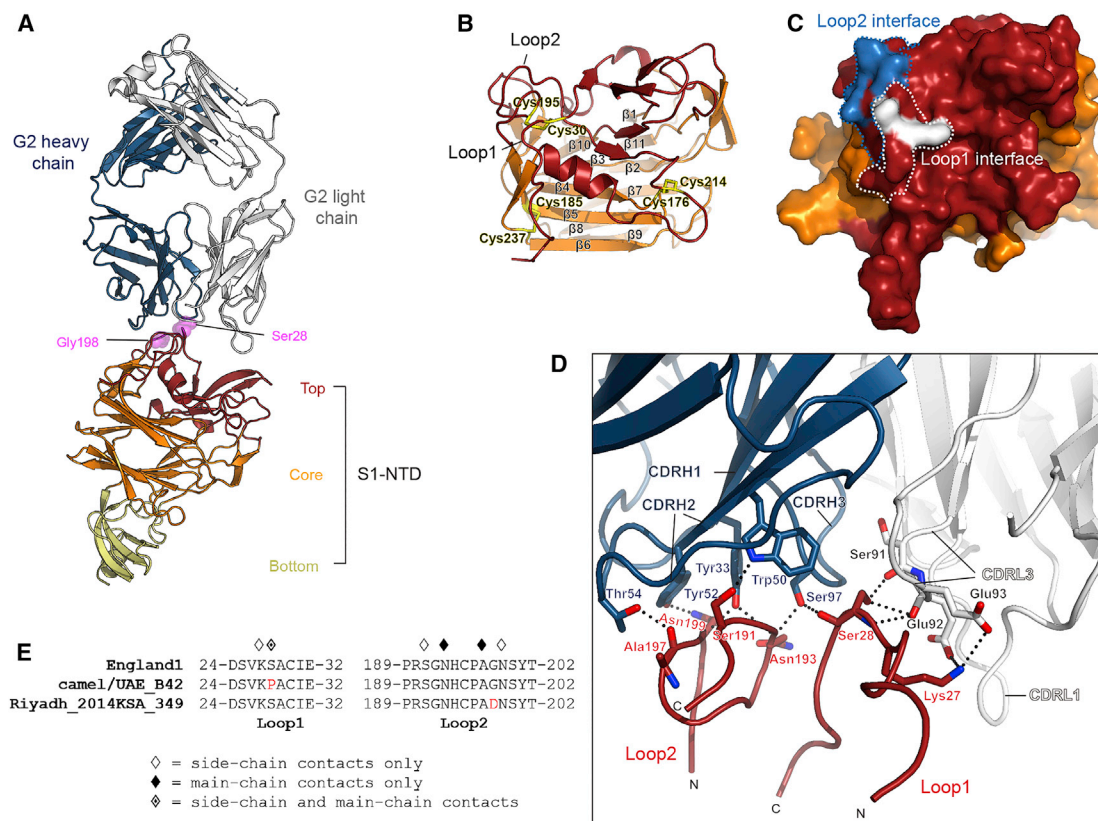 A
G2 heavy
chain
G2 light
chain
Gly198
Ser28
Top
Core
S1-NTD
Bottom
B
Loop2
Cys195
Cys30
β1
Loop1
β10
β11
β3
β2
β4
β7
Cys214
Cys185
Cys176
β5
β8
Cys237
β9
β6
C
Loop2 interface
Loop1 interface
D
CDRH1
CDRH2
CDRH3
Tyr33
Ser91
CDRL3
Trp50
Thr54
Tyr52
Ser97
Glu93
Asn199
Glu92
Ser191
Ser28
Ala197
Asn193
Lys27
CDRL1
C
Loop2
Loop1
N
C
N
E
◇◈ ◇◆ ◆◇
England1 24-DSVKSACIE-32 189-PRSGNHCPAGNSYT-202
camel/UAE_B42 24-DSVKPACIE-32 189-PRSGNHCPAGNSYT-202
Riyadh_2014KSA_349 24-DSVKSACIE-32 189-PRSGNHCPADNSYT-202
Loop1 Loop2
◇ = side-chain contacts only
◆ = main-chain contacts only
◈ = side-chain and main-chain contacts